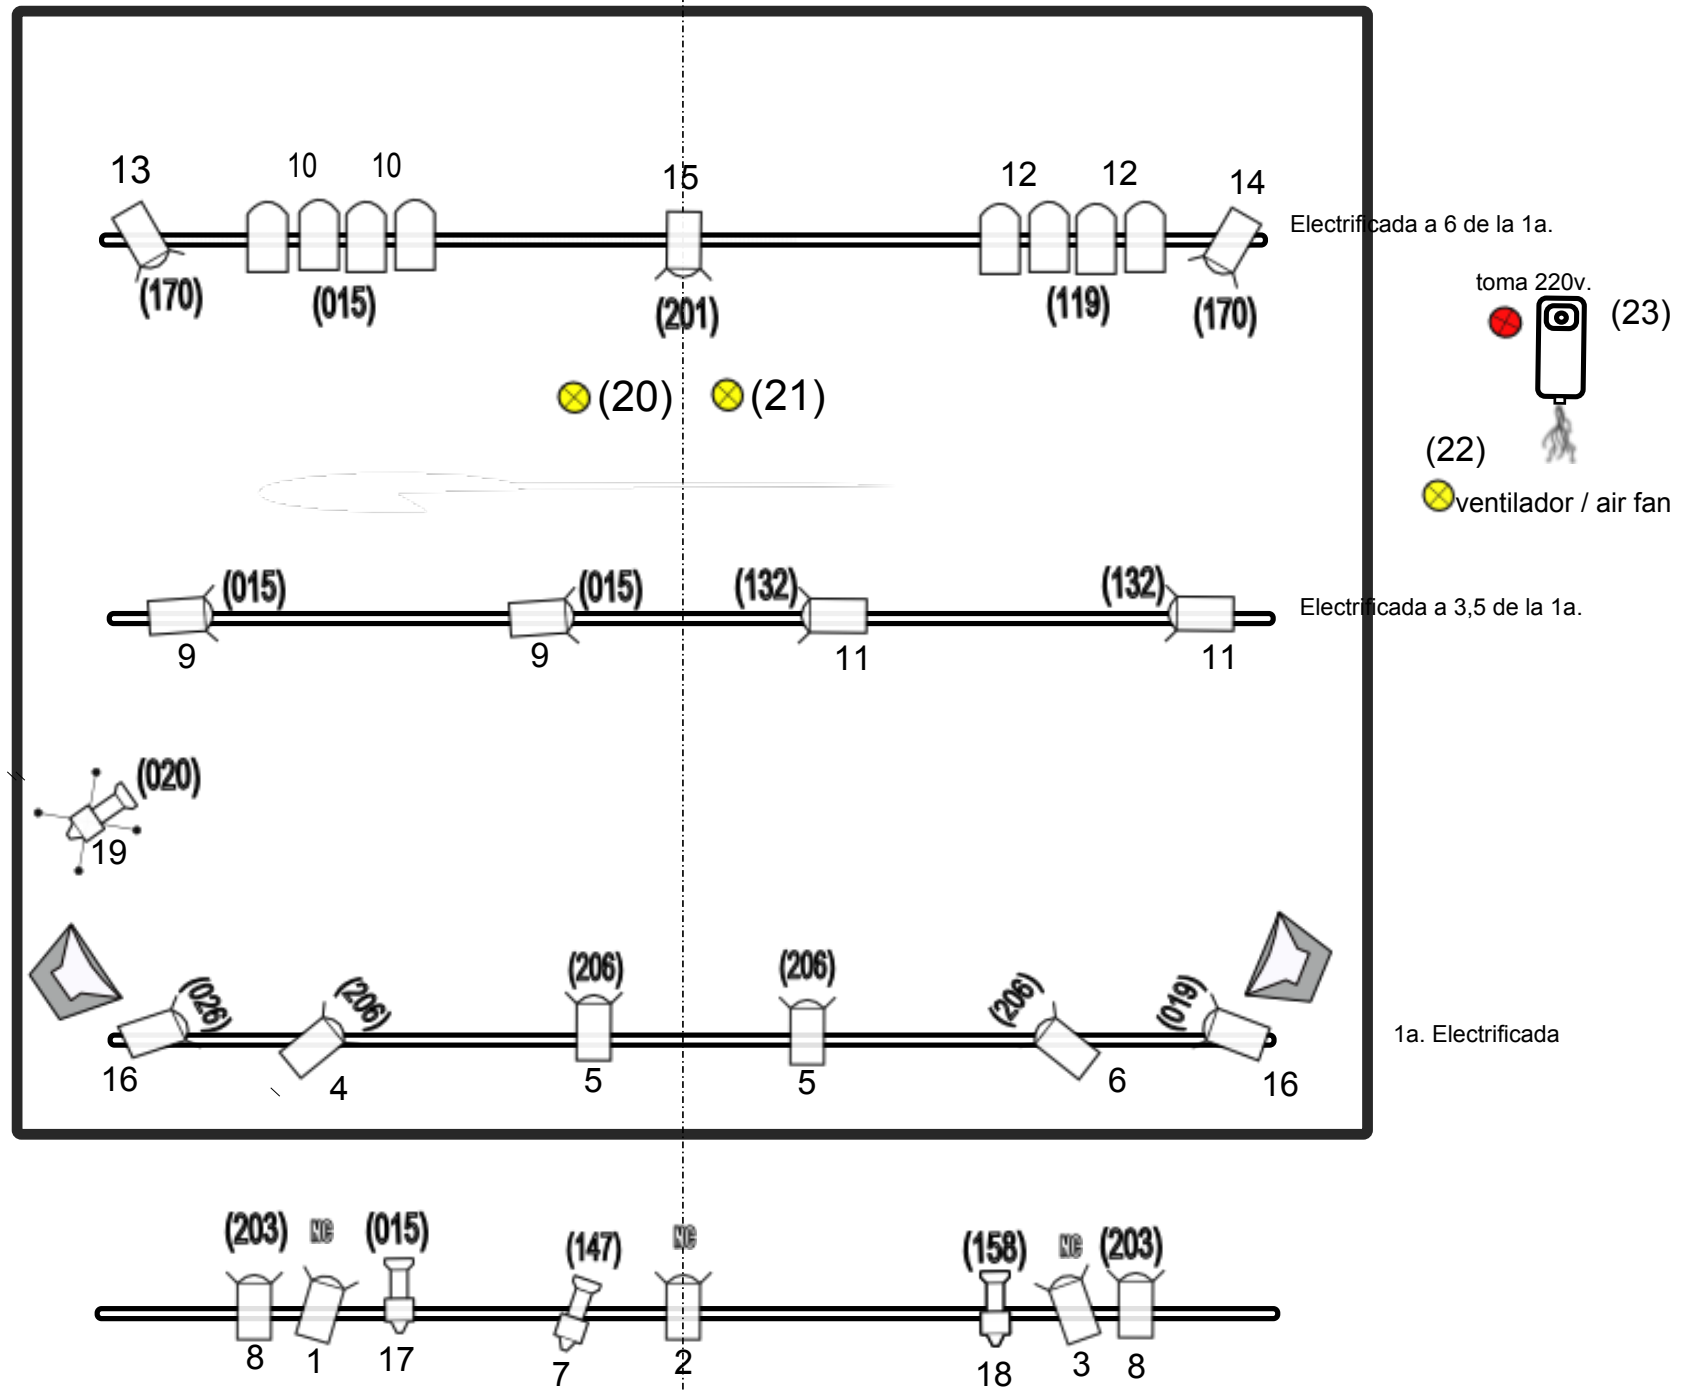 13 10 10 15 12 12 14
Electrificada a 6 de la 1a.
(170) (015) (201) (119) (170)
toma 220v.
(23)
(20) (21)
(22)
ventilador / air fan
(015) (015) (132) (132)
Electrificada a 3,5 de la 1a.
9 9 11 11
(020)
19
(026) (206) (206) (206) (206) (019)
1a. Electrificada
16 4 5 5 6 16
(203) NC (015) (147) NC (158) NC (203)
8 1 17 7 2 18 3 8